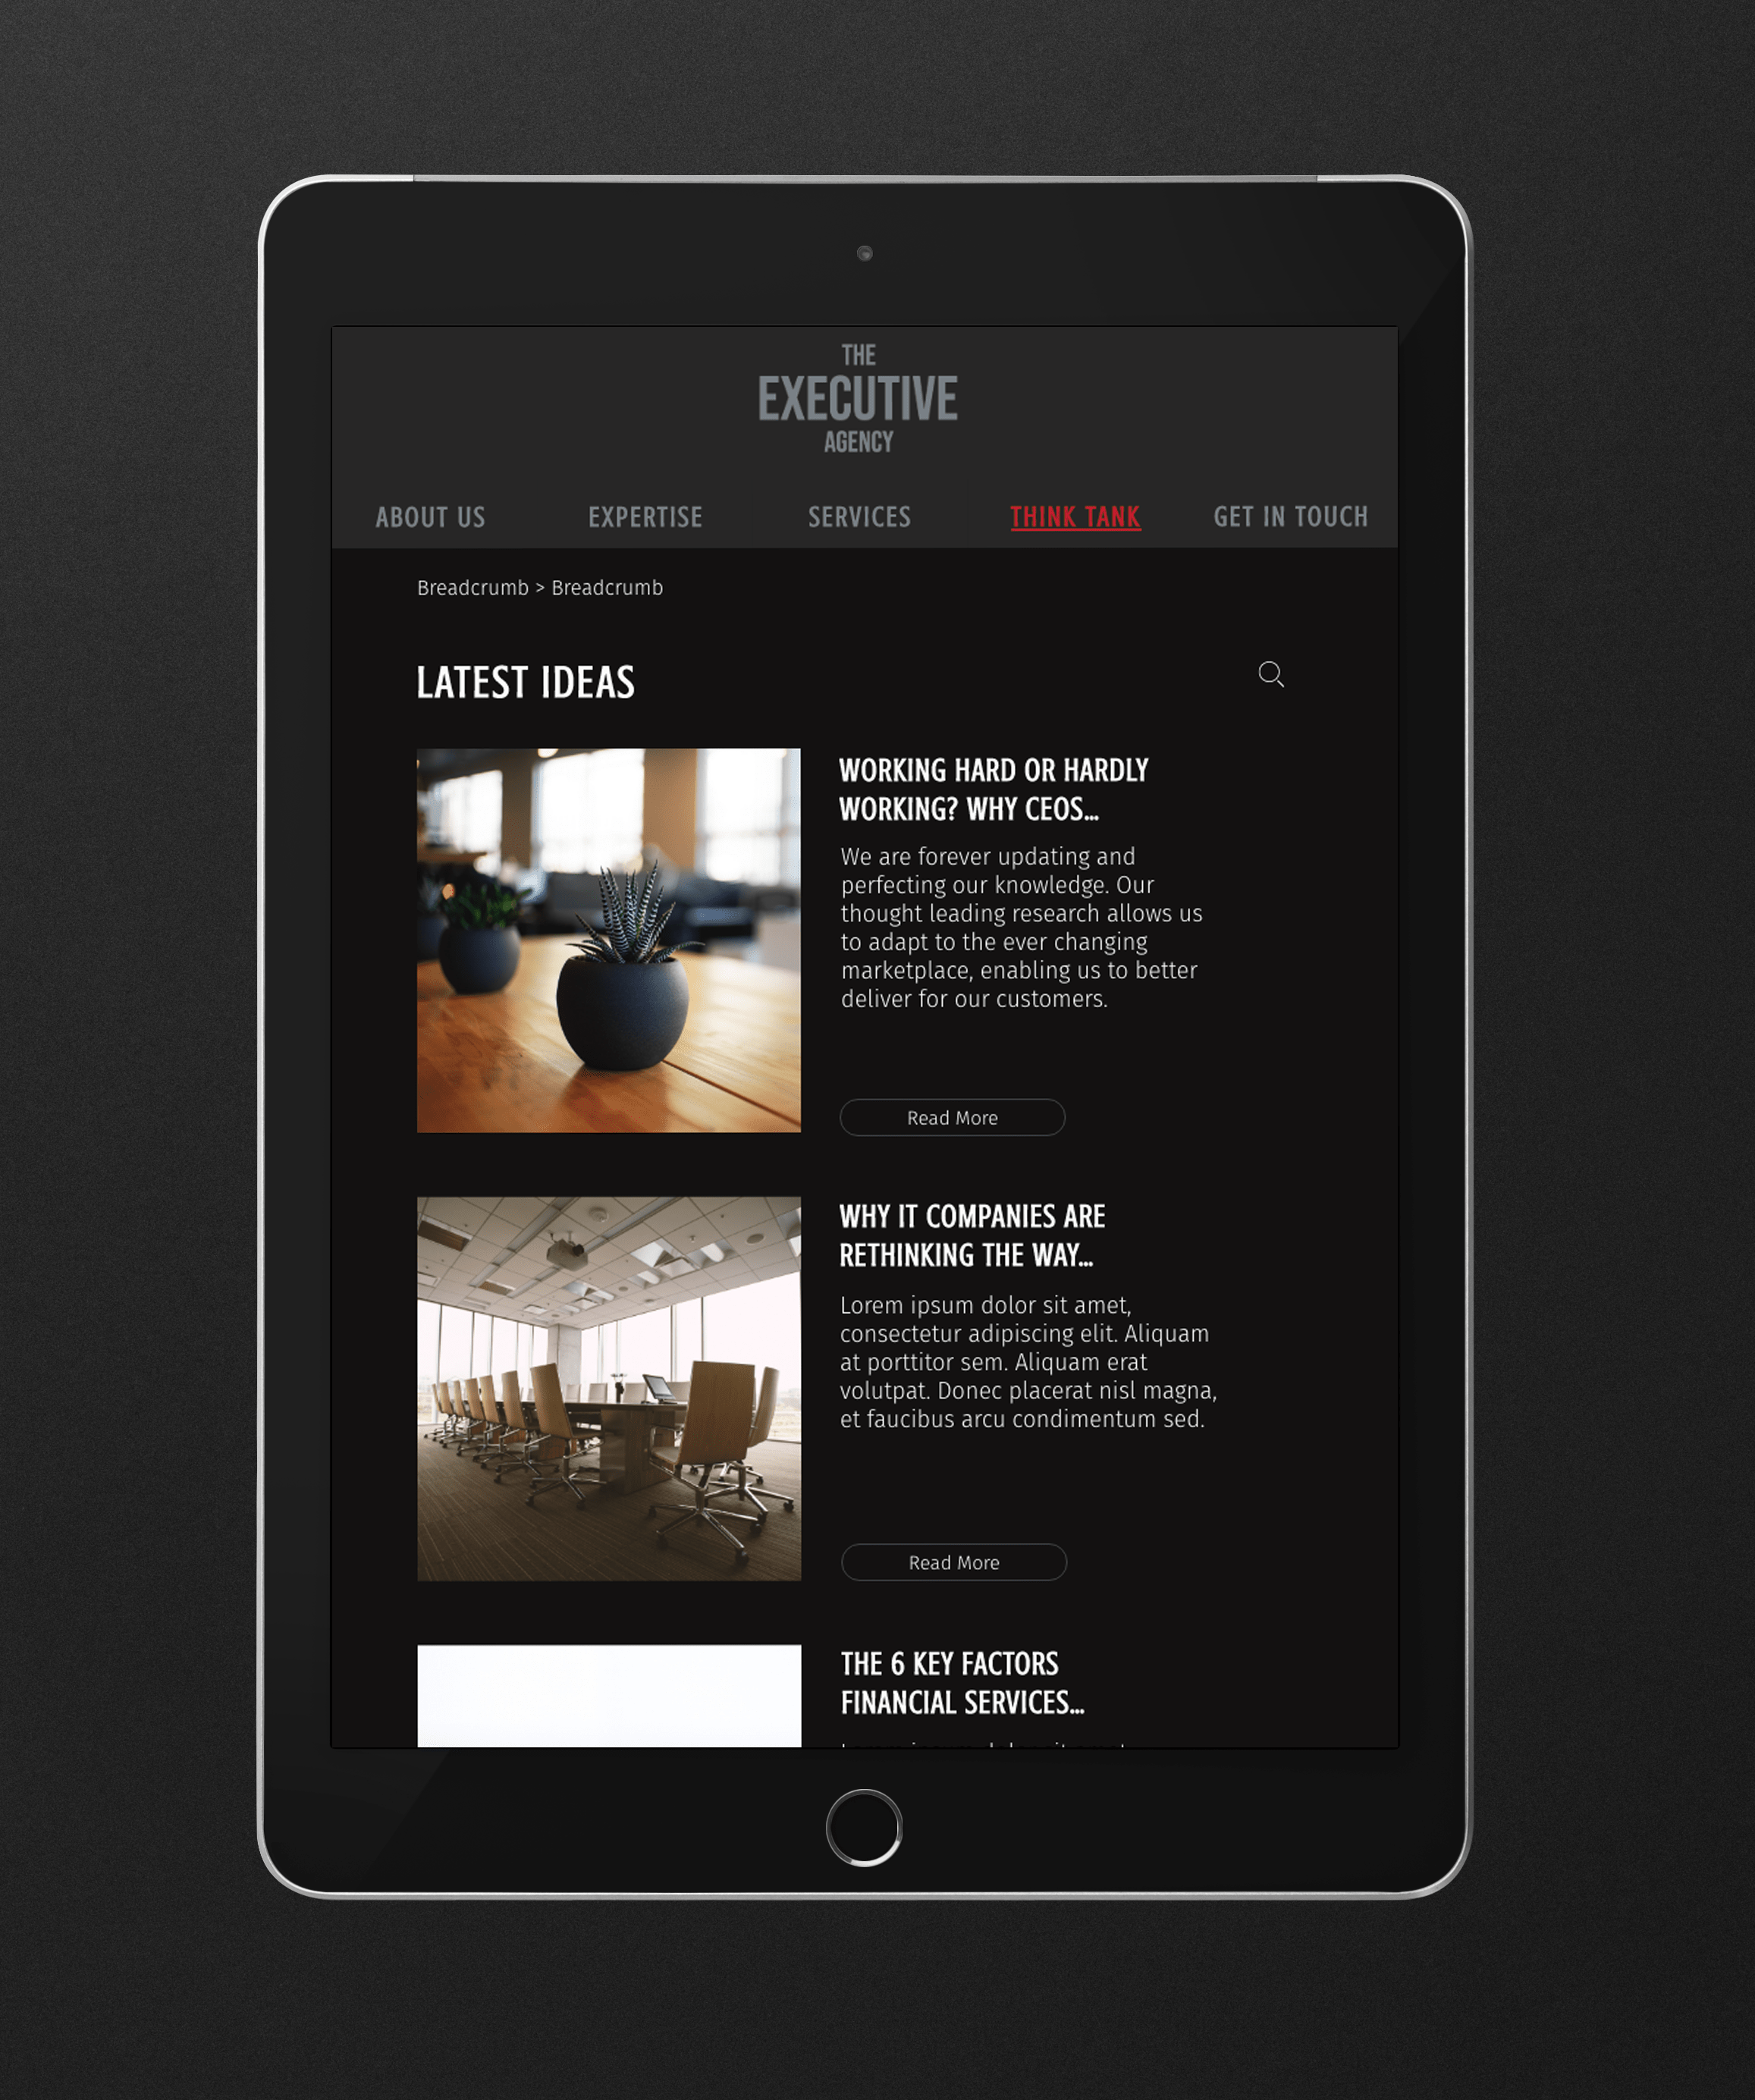 THE
EXECUTIVE
AGENCY
ABOUT US EXPERTISE SERVICES THINK TANK GET IN TOUCH
Breadcrumb > Breadcrumb
LATEST IDEAS
WORKING HARD OR HARDLY
WORKING? WHY CEOS...
We are forever updating and
perfecting our knowledge. Our
thought leading research allows us
to adapt to the ever changing
marketplace, enabling us to better
deliver for our customers.
Read More
WHY IT COMPANIES ARE
RETHINKING THE WAY...
Lorem ipsum dolor sit amet,
consectetur adipiscing elit. Aliquam
at porttitor sem. Aliquam erat
volutpat. Donec placerat nisl magna,
et faucibus arcu condimentum sed.
Read More
THE 6 KEY FACTORS
FINANCIAL SERVICES...